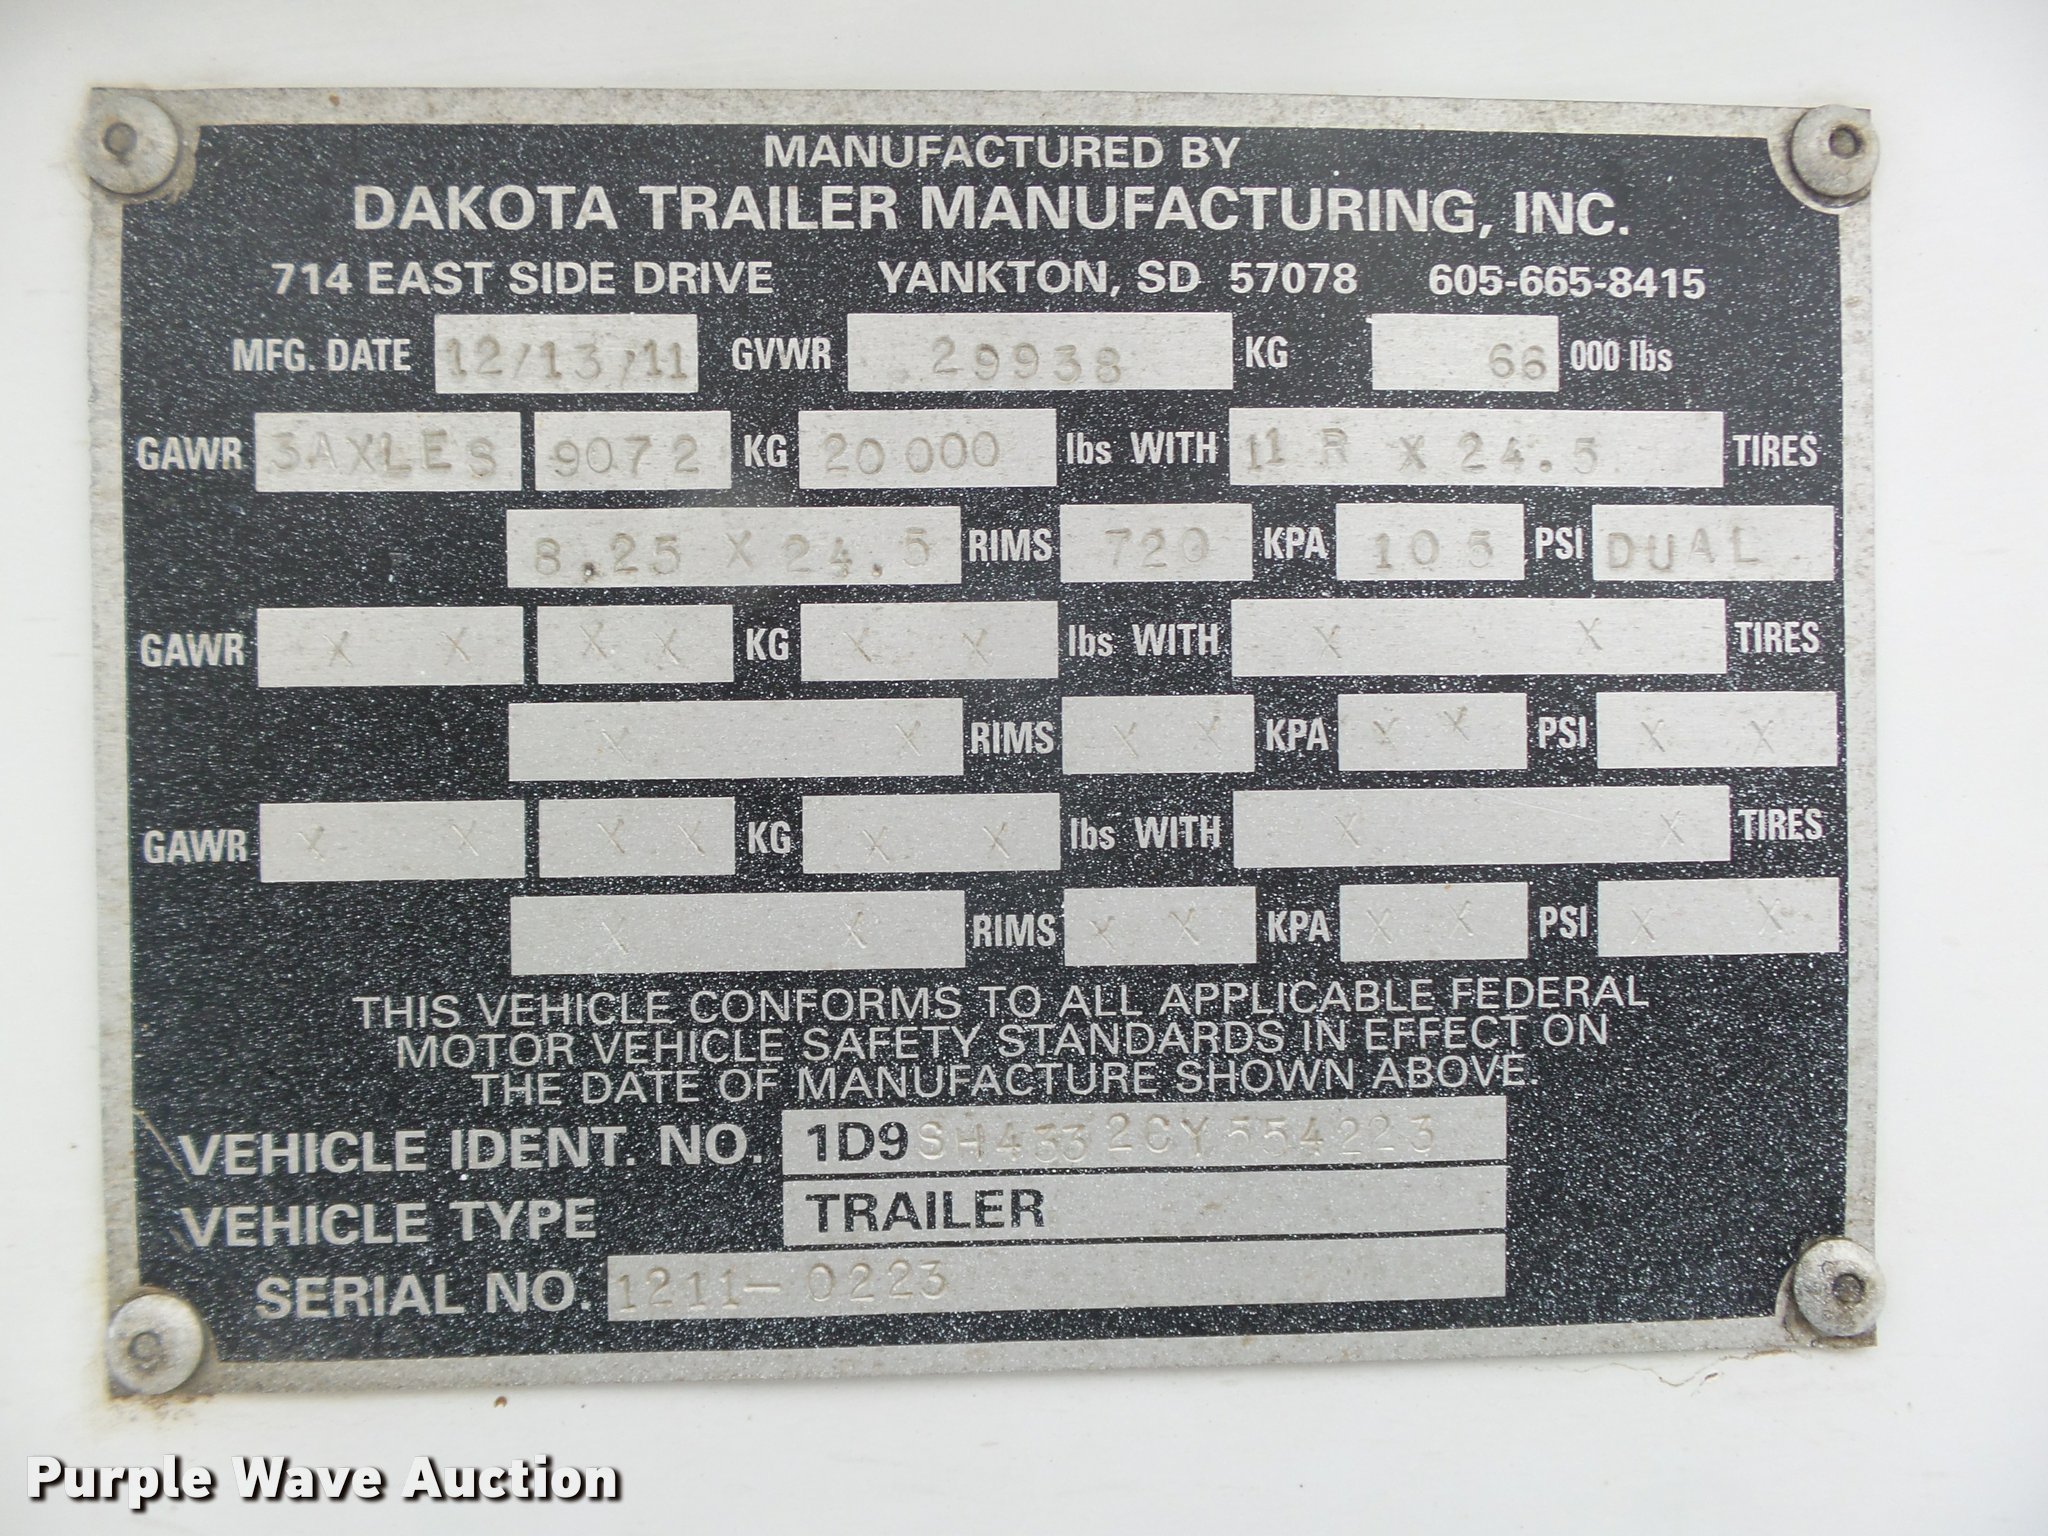 MANUFACTURED BY
DAKOTA TRAILER MANUFACTURING, INC.
714 EAST SIDE DRIVE YANKTON, SD 57078 605-665-8415
MFG. DATE 12/13/11 GVWR 29938 KG 66 000 lbs
GAWR 3AXLES 9072 KG 20000 lbs WITH 11 R X 24.5 TIRES
8.25 X 24.5 RIMS 720 KPA 105 PSI DUAL
GAWR X X X X KG X X lbs WITH X X TIRES
X X RIMS X X KPA X X PSI X X
GAWR X X X X KG X X lbs WITH X X TIRES
X X RIMS X X KPA X X PSI X X
THIS VEHICLE CONFORMS TO ALL APPLICABLE FEDERAL
MOTOR VEHICLE SAFETY STANDARDS IN EFFECT ON
THE DATE OF MANUFACTURE SHOWN ABOVE.
VEHICLE IDENT. NO. 1D9SH4332CY554223
VEHICLE TYPE TRAILER
SERIAL NO. 1211-0223
Purple Wave Auction